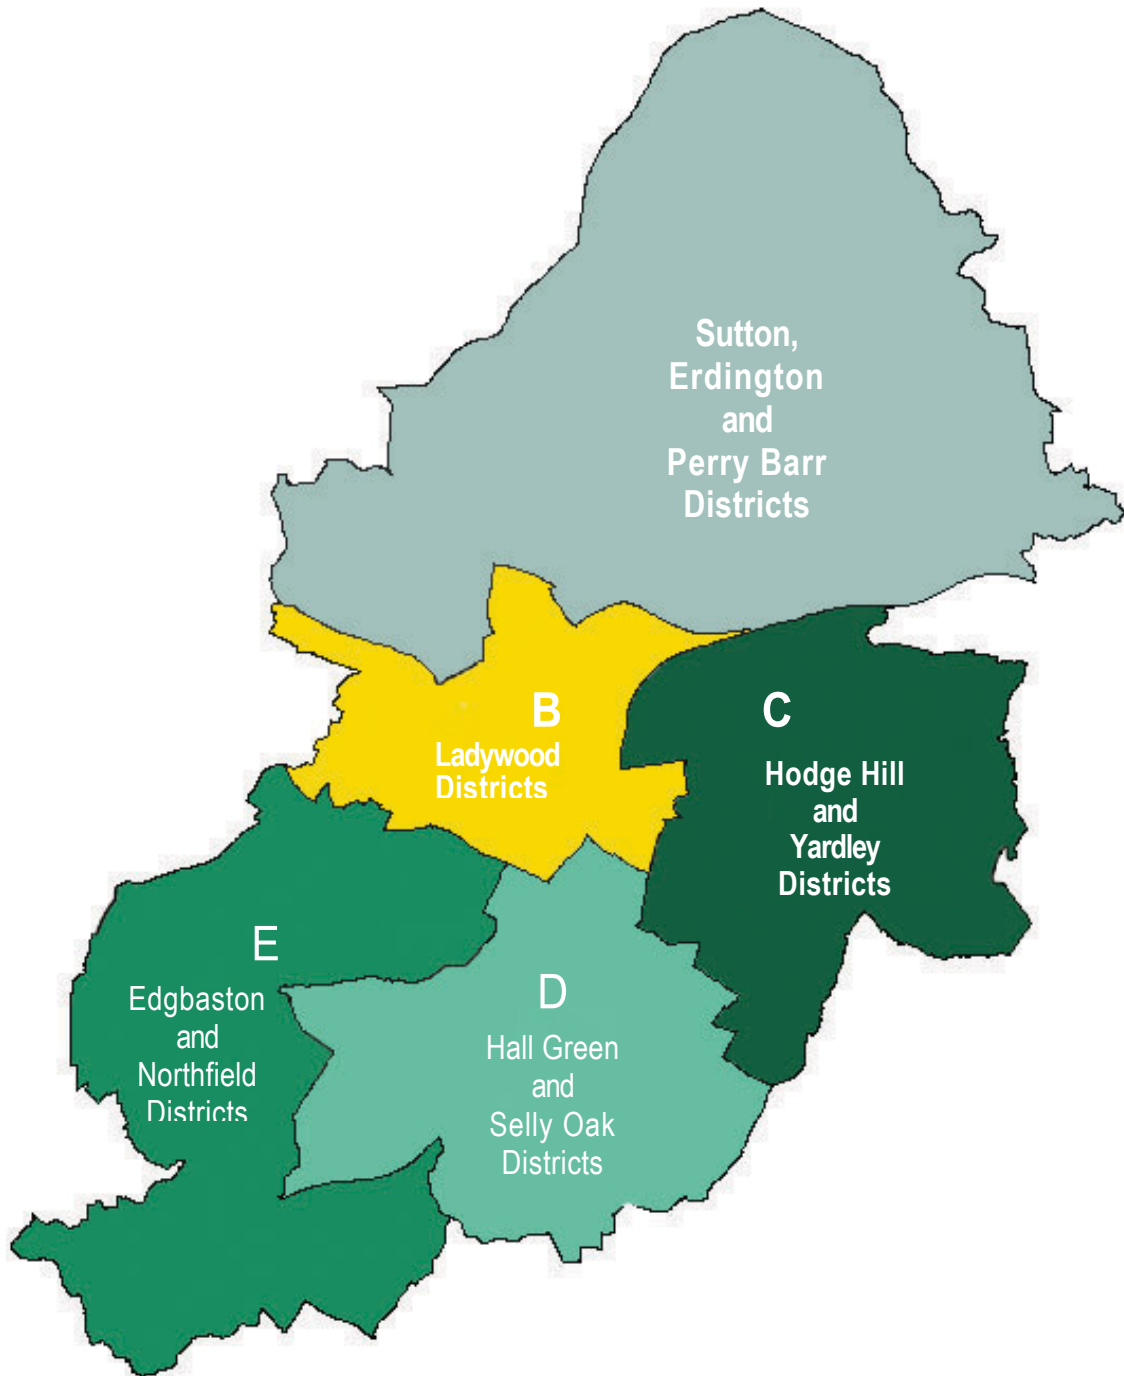 Sutton,
Erdington
and
Perry Barr
Districts
B
Ladywood
Districts
C
Hodge Hill
and
Yardley
Districts
E
Edgbaston
and
Northfield
Districts
D
Hall Green
and
Selly Oak
Districts